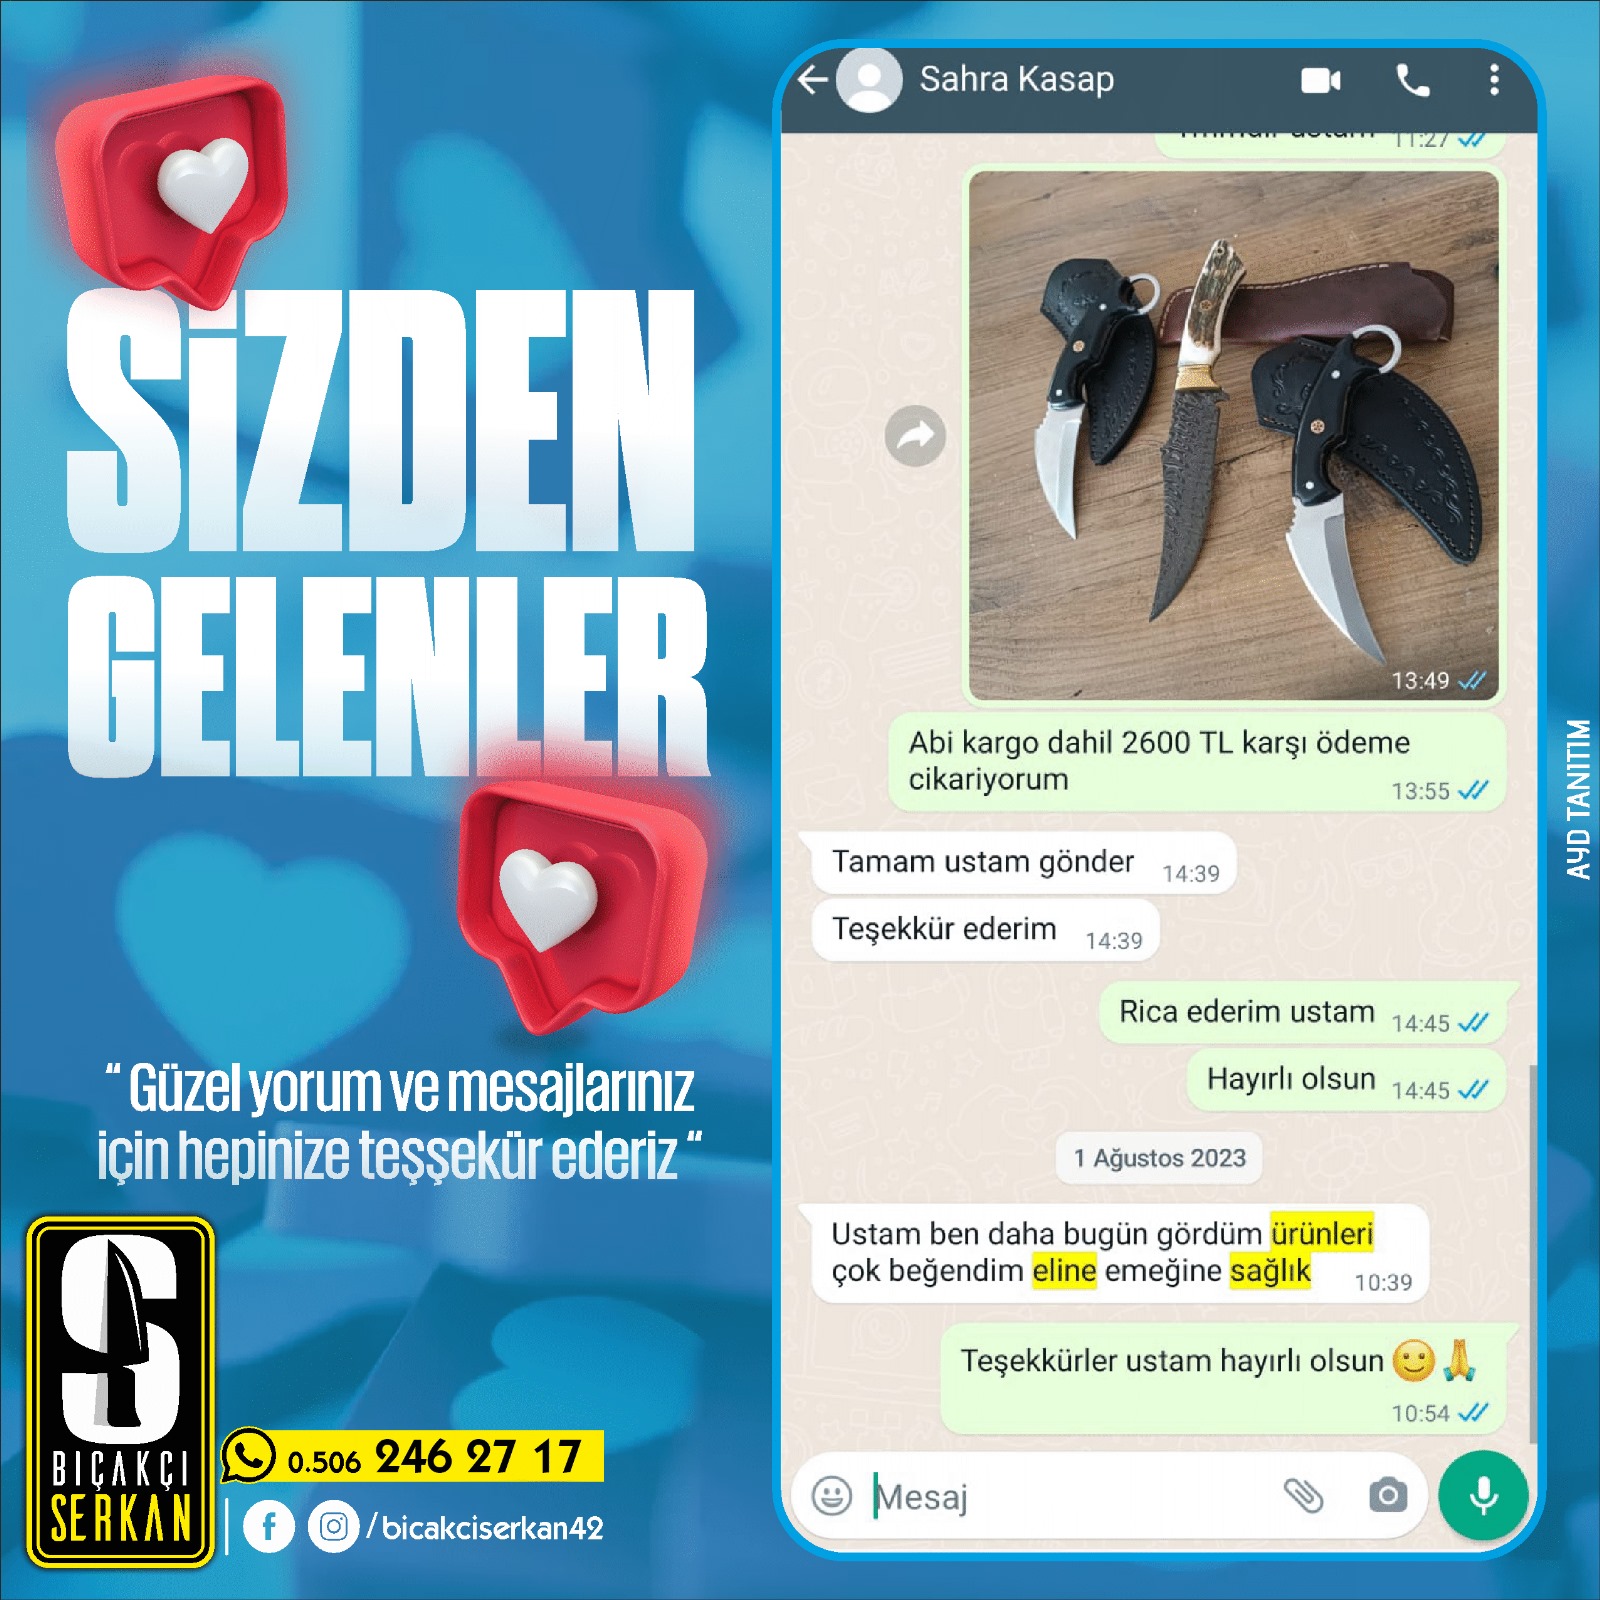 SİZDEN
GELENLER
“ Güzel yorum ve mesajlarınız
için hepinize teşşekür ederiz “
S
BIÇAKÇI
SERKAN
0.506 246 27 17
f / bicakciserkan42
Sahra Kasap
11:27
13:49
Abi kargo dahil 2600 TL karşı ödeme
cikariyorum 13:55
Tamam ustam gönder 14:39
Teşekkür ederim 14:39
Rica ederim ustam 14:45
Hayırlı olsun 14:45
1 Ağustos 2023
Ustam ben daha bugün gördüm ürünleri
çok beğendim eline emeğine sağlık 10:39
Teşekkürler ustam hayırlı olsun 🙂🙏
10:54
Mesaj
AYD TANITIM